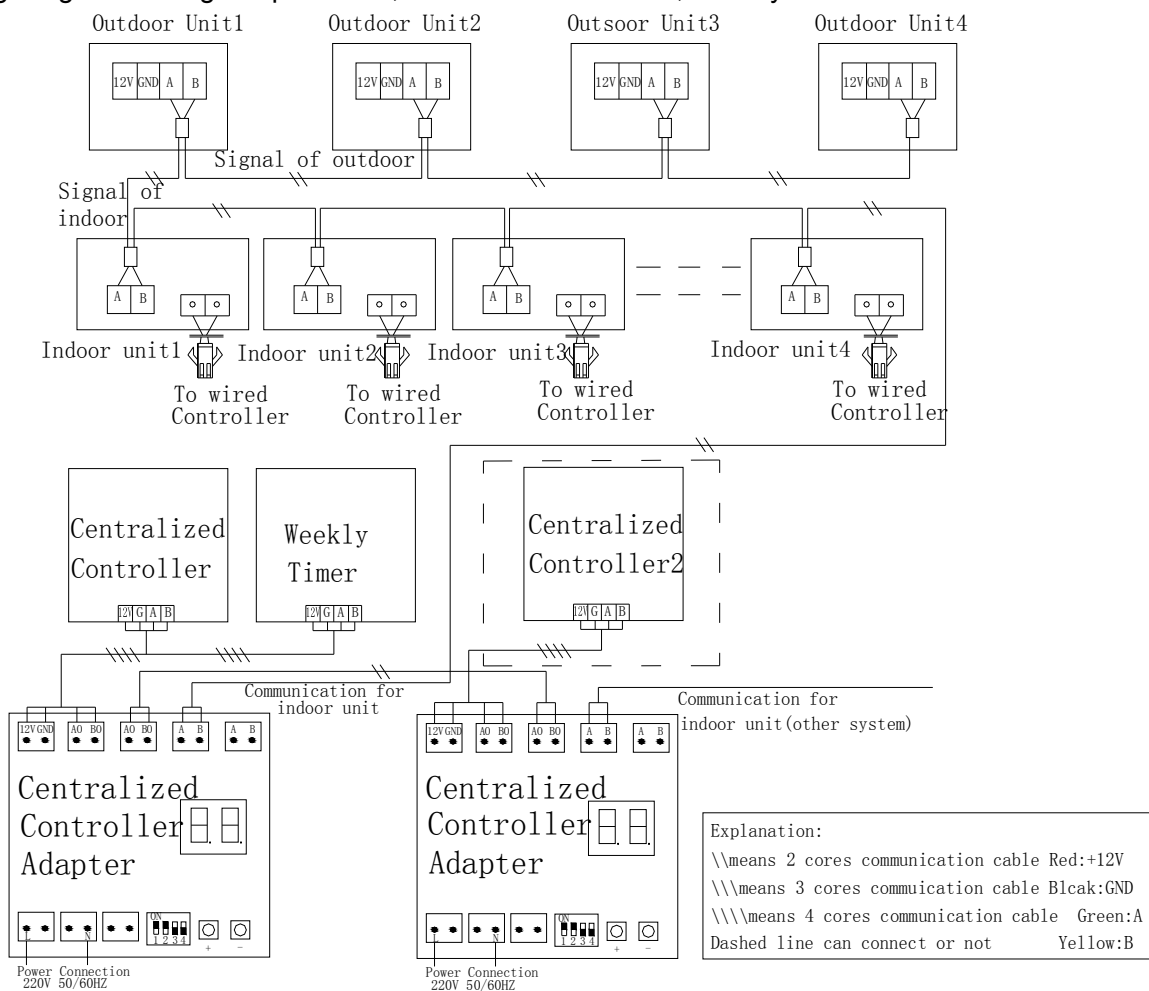 Outdoor Unit1 Outdoor Unit2 Outsoor Unit3 Outdoor Unit4
12V GND A B 12V GND A B 12V GND A B 12V GND A B
Signal of outdoor
Signal of
indoor
A B A B A B A B
Indoor unit1 Indoor unit2 Indoor unit3 Indoor unit4
To wired To wired To wired To wired
Controller Controller Controller Controller
Centralized
Controller
Weekly
Timer
Centralized
Controller2
12V G A B 12V G A B 12V G A B
Communication for
indoor unit
Communication for
indoor unit(other system)
12V GND AO BO AO BO A B A B
12V GND AO BO AO BO A B A B
Centralized
Controller
Adapter
Centralized
Controller
Adapter
L N ON 1 2 3 4 + -
L N ON 1 2 3 4 + -
Power Connection
220V 50/60HZ
Power Connection
220V 50/60HZ
Explanation:
\\means 2 cores communication cable Red:+12V
\\\means 3 cores commuication cable Blcak:GND
\\\\means 4 cores communication cable Green:A
Dashed line can connect or not Yellow:B